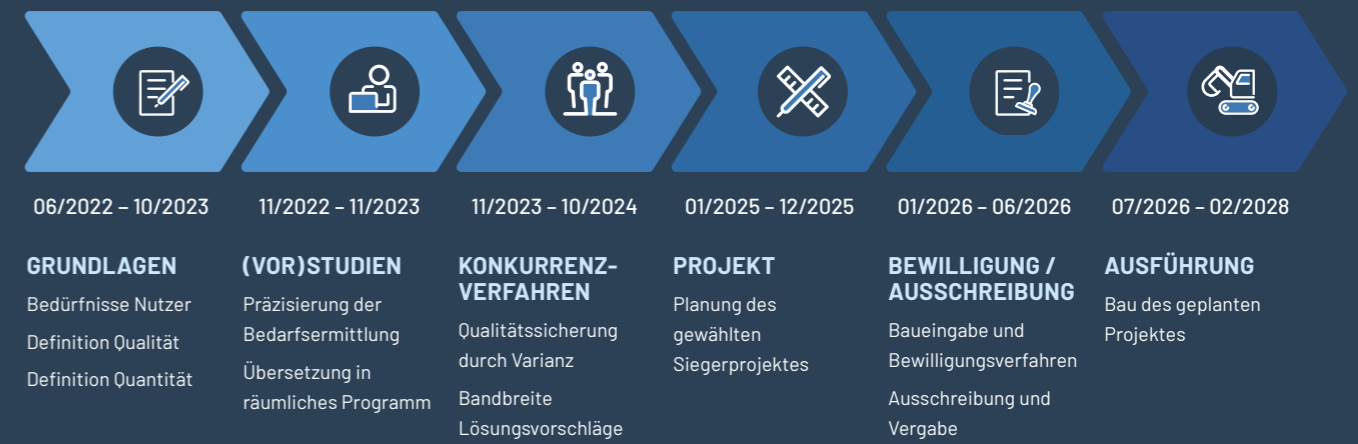 06/2022 – 10/2023
11/2022 – 11/2023
11/2023 – 10/2024
01/2025 – 12/2025
01/2026 – 06/2026
07/2026 – 02/2028
GRUNDLAGEN
Bedürfnisse Nutzer
Definition Qualität
Definition Quantität
(VOR)STUDIEN
Präzisierung der
Bedarfsermittlung
Übersetzung in
räumliches Programm
KONKURRENZ-
VERFAHREN
Qualitätssicherung
durch Varianz
Bandbreite
Lösungsvorschläge
PROJEKT
Planung des
gewählten
Siegerprojektes
BEWILLIGUNG /
AUSSCHREIBUNG
Baueingabe und
Bewilligungsverfahren
Ausschreibung und
Vergabe
AUSFÜHRUNG
Bau des geplanten
Projektes